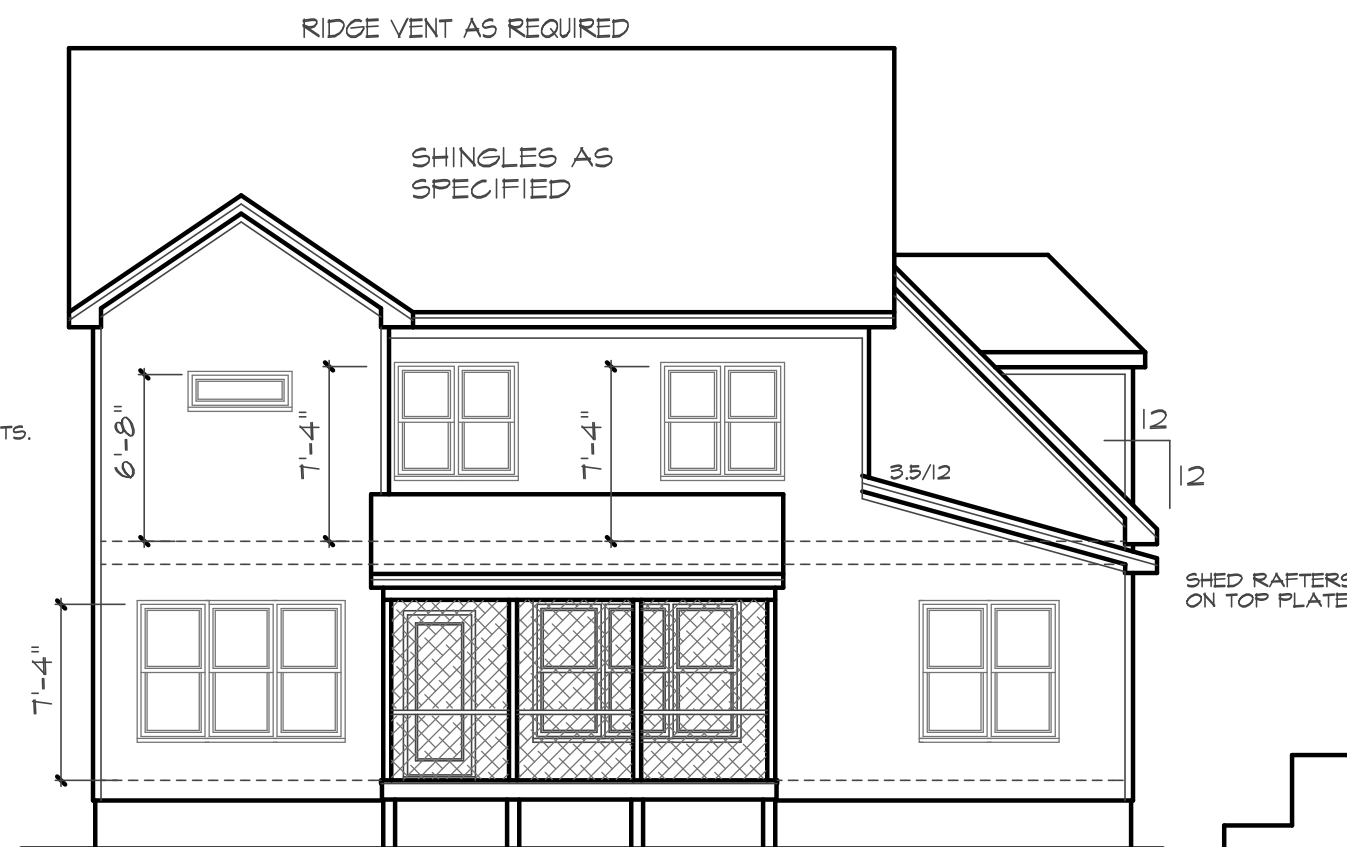 RIDGE VENT AS REQUIRED
SHINGLES AS
SPECIFIED
TS.
6'-8"
7'-4"
7'-4"
3.5/12
12
12
SHED RAFTERS
ON TOP PLATE
7'-4"